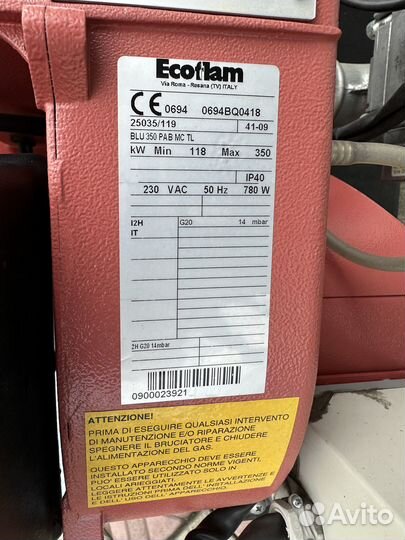 Ecoflam
Via Roma - Resana (TV) ITALY
CE 0694 0694BQ0418
25035/119 41-09
BLU 350 PAB MC TL
kW Min 118 Max 350
IP40
230 VAC 50 Hz 780 W
I2H G20 14 mbar
IT
2H G20 14mbar
0900023921
ATTENZIONE!
PRIMA DI ESEGUIRE QUALSIASI INTERVENTO
DI MANUTENZIONE E/O RIPARAZIONE
SPEGNERE IL BRUCIATORE E CHIUDERE
L'ALIMENTAZIONE DEL GAS.
QUESTO APPARECCHIO DEVE ESSERE
INSTALLATO SECONDO NORME VIGENTI,
E PUO' ESSERE UTILIZZATO SOLO IN
LOCALI ARIEGGIATI.
LEGGERE ATTENTAMENTE LE AVVERTENZE E
LE ISTRUZIONI PRIMA DELL'INSTALLAZIONE
E DELL' USO DELL'APPARECCHIO.
Avito